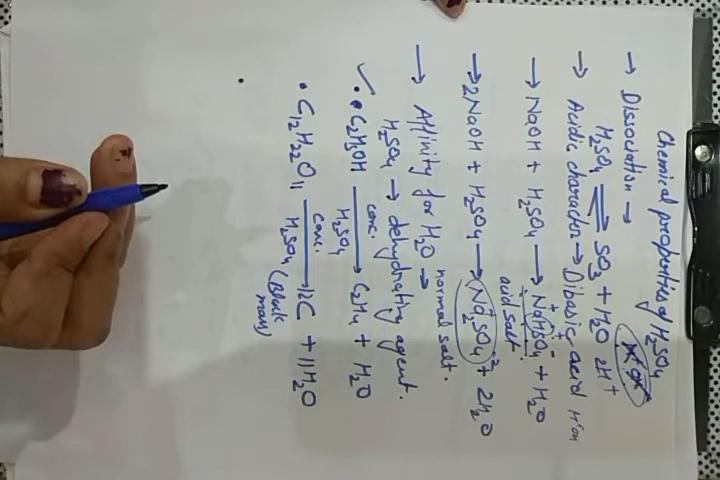 Chemical properties of H₂SO₄
→ Dissociation →
H₂SO₄ ⇌ SO₃ + H₂O
→ Acidic character → Dibasic acid 2H⁺
→ NaOH + H₂SO₄ → NaHSO₄ + H₂O
acid salt
→ 2NaOH + H₂SO₄ → Na₂SO₄ + 2H₂O
normal salt.
→ Affinity for H₂O →
H₂SO₄ → dehydrating agent.
✓ • C₂H₅OH conc. H₂SO₄ → C₂H₄ + H₂O
• C₁₂H₂₂O₁₁ conc. H₂SO₄ → 12C + 11H₂O
(Black mass)